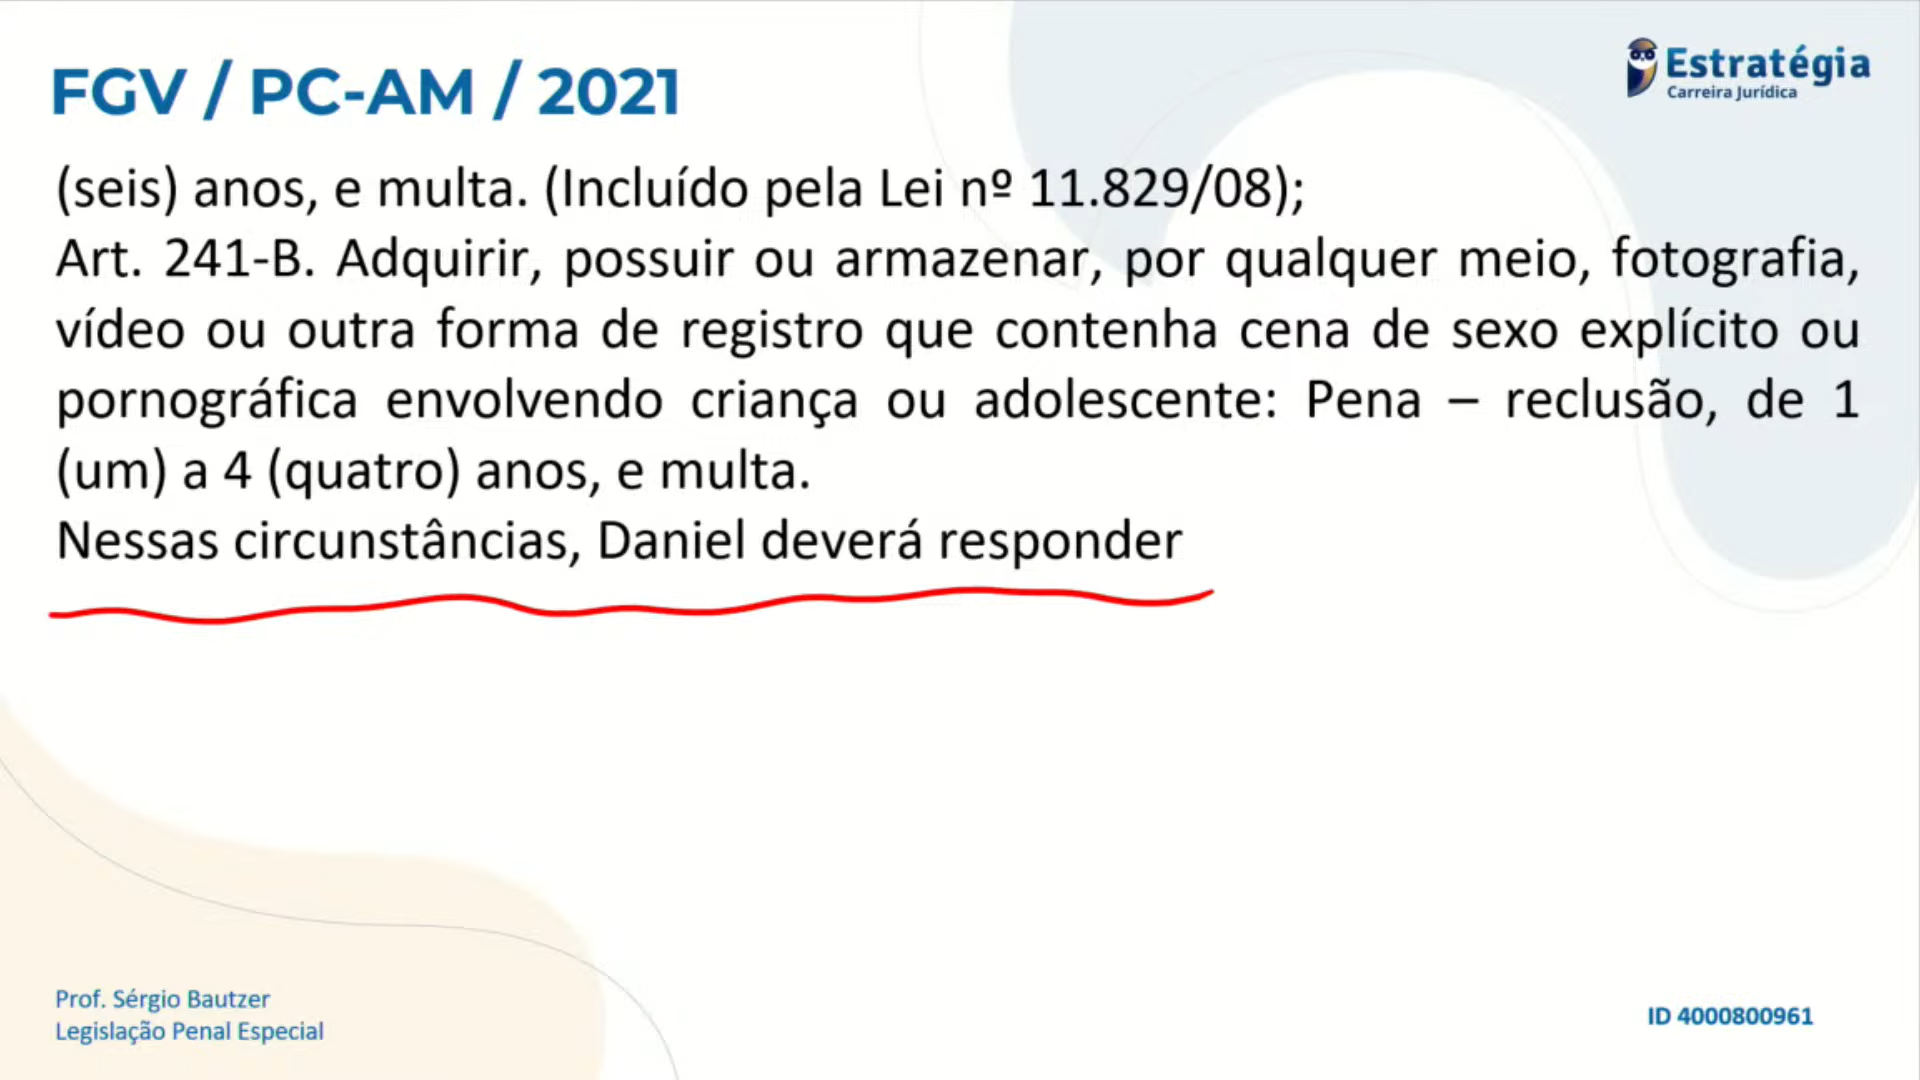 FGV / PC-AM / 2021
Estratégia
Carreira Jurídica
(seis) anos, e multa. (Incluído pela Lei nº 11.829/08);
Art. 241-B. Adquirir, possuir ou armazenar, por qualquer meio, fotografia,
vídeo ou outra forma de registro que contenha cena de sexo explícito ou
pornográfica envolvendo criança ou adolescente: Pena – reclusão, de 1
(um) a 4 (quatro) anos, e multa.
Nessas circunstâncias, Daniel deverá responder
Prof. Sérgio Bautzer
Legislação Penal Especial
ID 4000800961